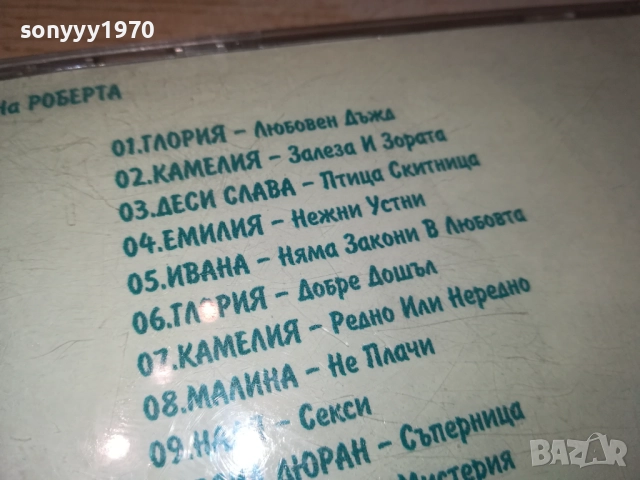 sonyyy1970
На РОБЕРТА
01.ГЛОРИЯ – Любовен Дъжд
02.КАМЕЛИЯ – Залеза И Зората
03.ДЕСИ СЛАВА – Птица Скитница
04.ЕМИЛИЯ – Нежни Устни
05.ИВАНА – Няма Закони В Любовта
06.ГЛОРИЯ – Добре Дошъл
07.КАМЕЛИЯ – Редно Или Нередно
08.МАЛИНА – Не Плачи
09. – Секси
ДЮРАН – Съперница
Мистерия
BAZAR